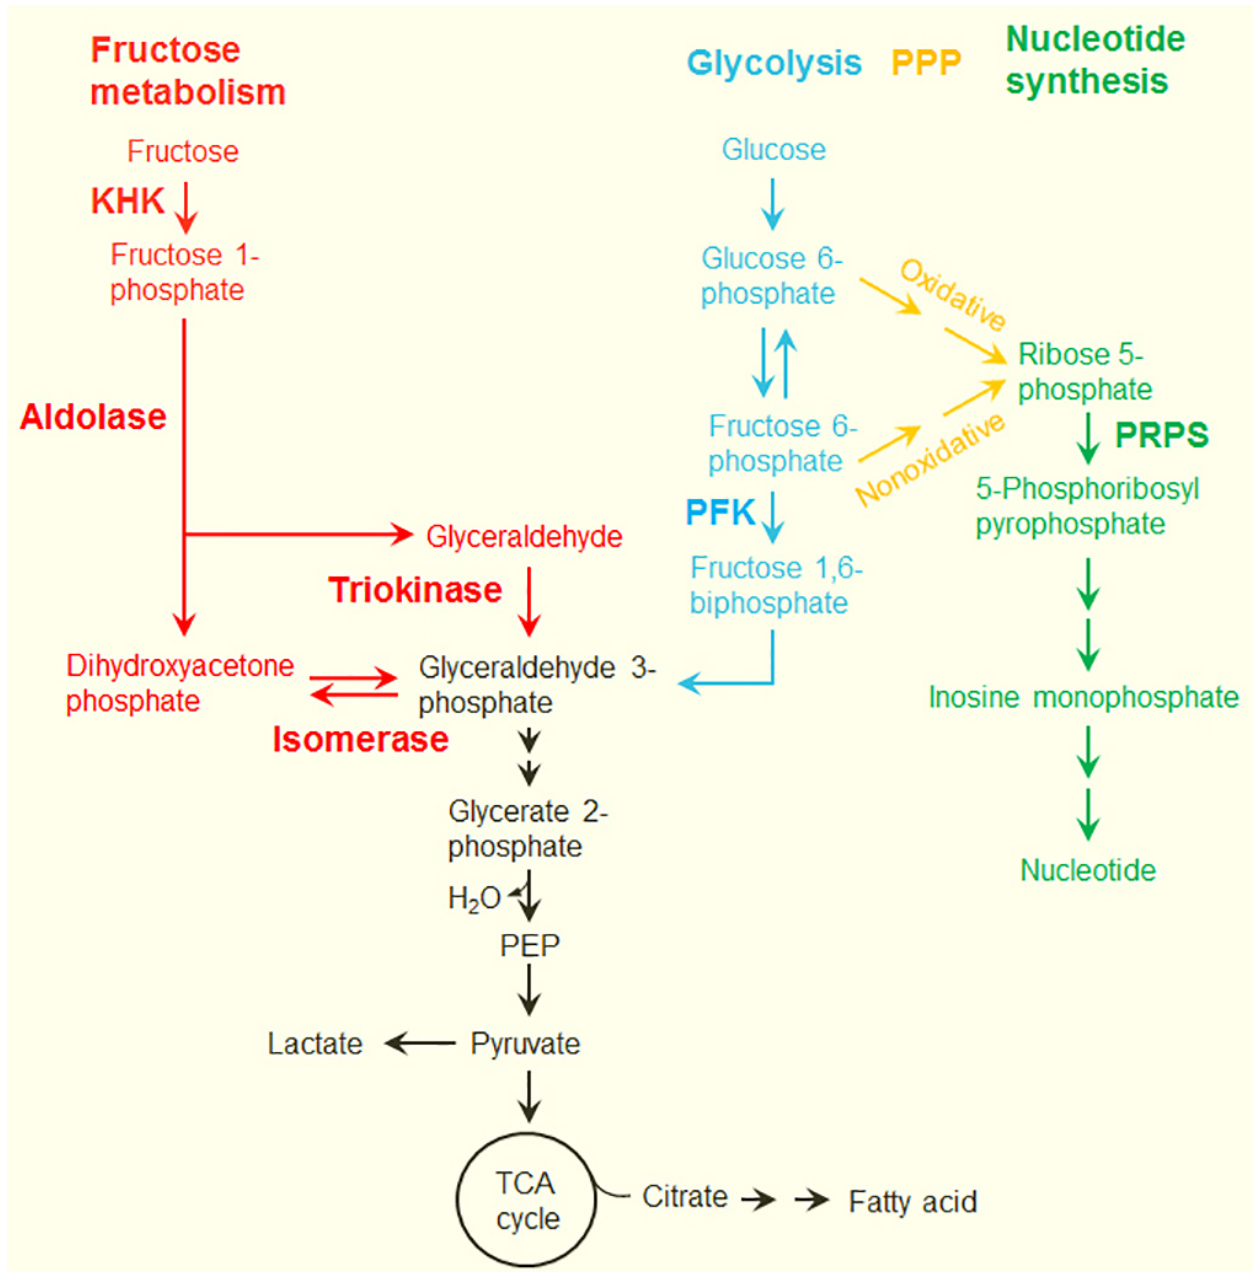 Fructose
metabolism
Glycolysis
PPP
Nucleotide
synthesis
Fructose
KHK
Fructose 1-
phosphate
Aldolase
Glyceraldehyde
Triokinase
Dihydroxyacetone
phosphate
Isomerase
Glucose
Glucose 6-
phosphate
Oxidative
Fructose 6-
phosphate
Nonoxidative
PFK
Fructose 1,6-
biphosphate
Ribose 5-
phosphate
PRPS
5-Phosphoribosyl
pyrophosphate
Inosine monophosphate
Nucleotide
Glyceraldehyde 3-
phosphate
Glycerate 2-
phosphate
H₂O
PEP
Lactate
Pyruvate
TCA
cycle
Citrate
Fatty acid